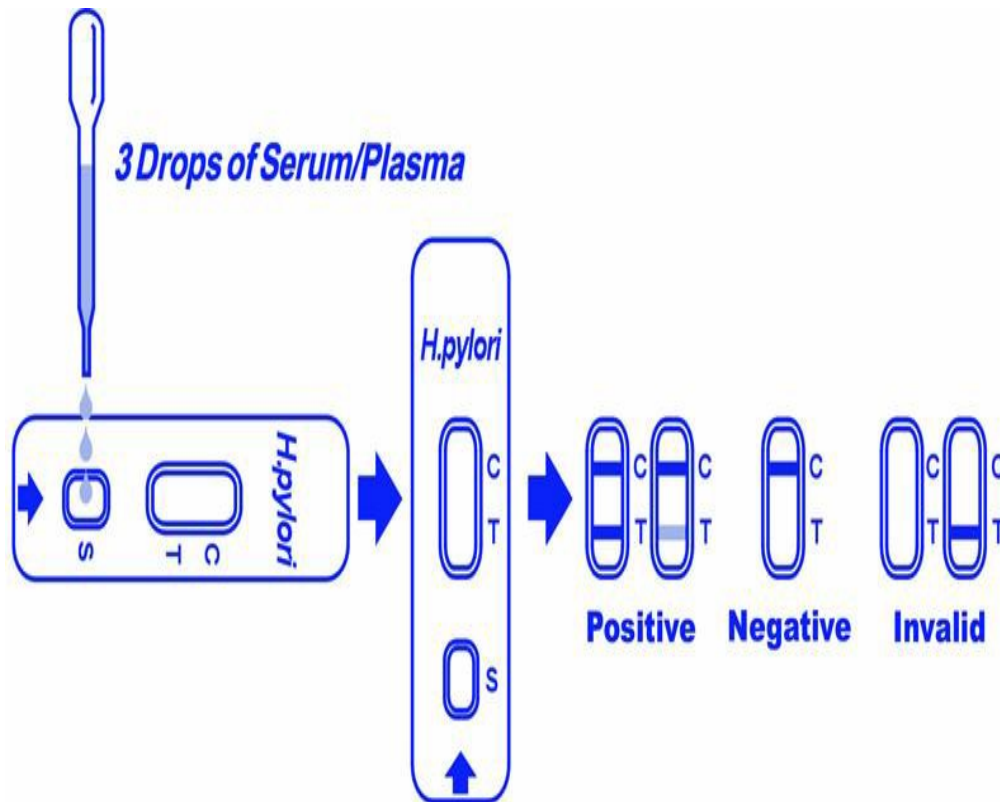 3 Drops of Serum/Plasma
H.pylori
S
T
C
H.pylori
C
T
S
C
T
C
T
Positive
C
T
Negative
C
T
C
T
Invalid